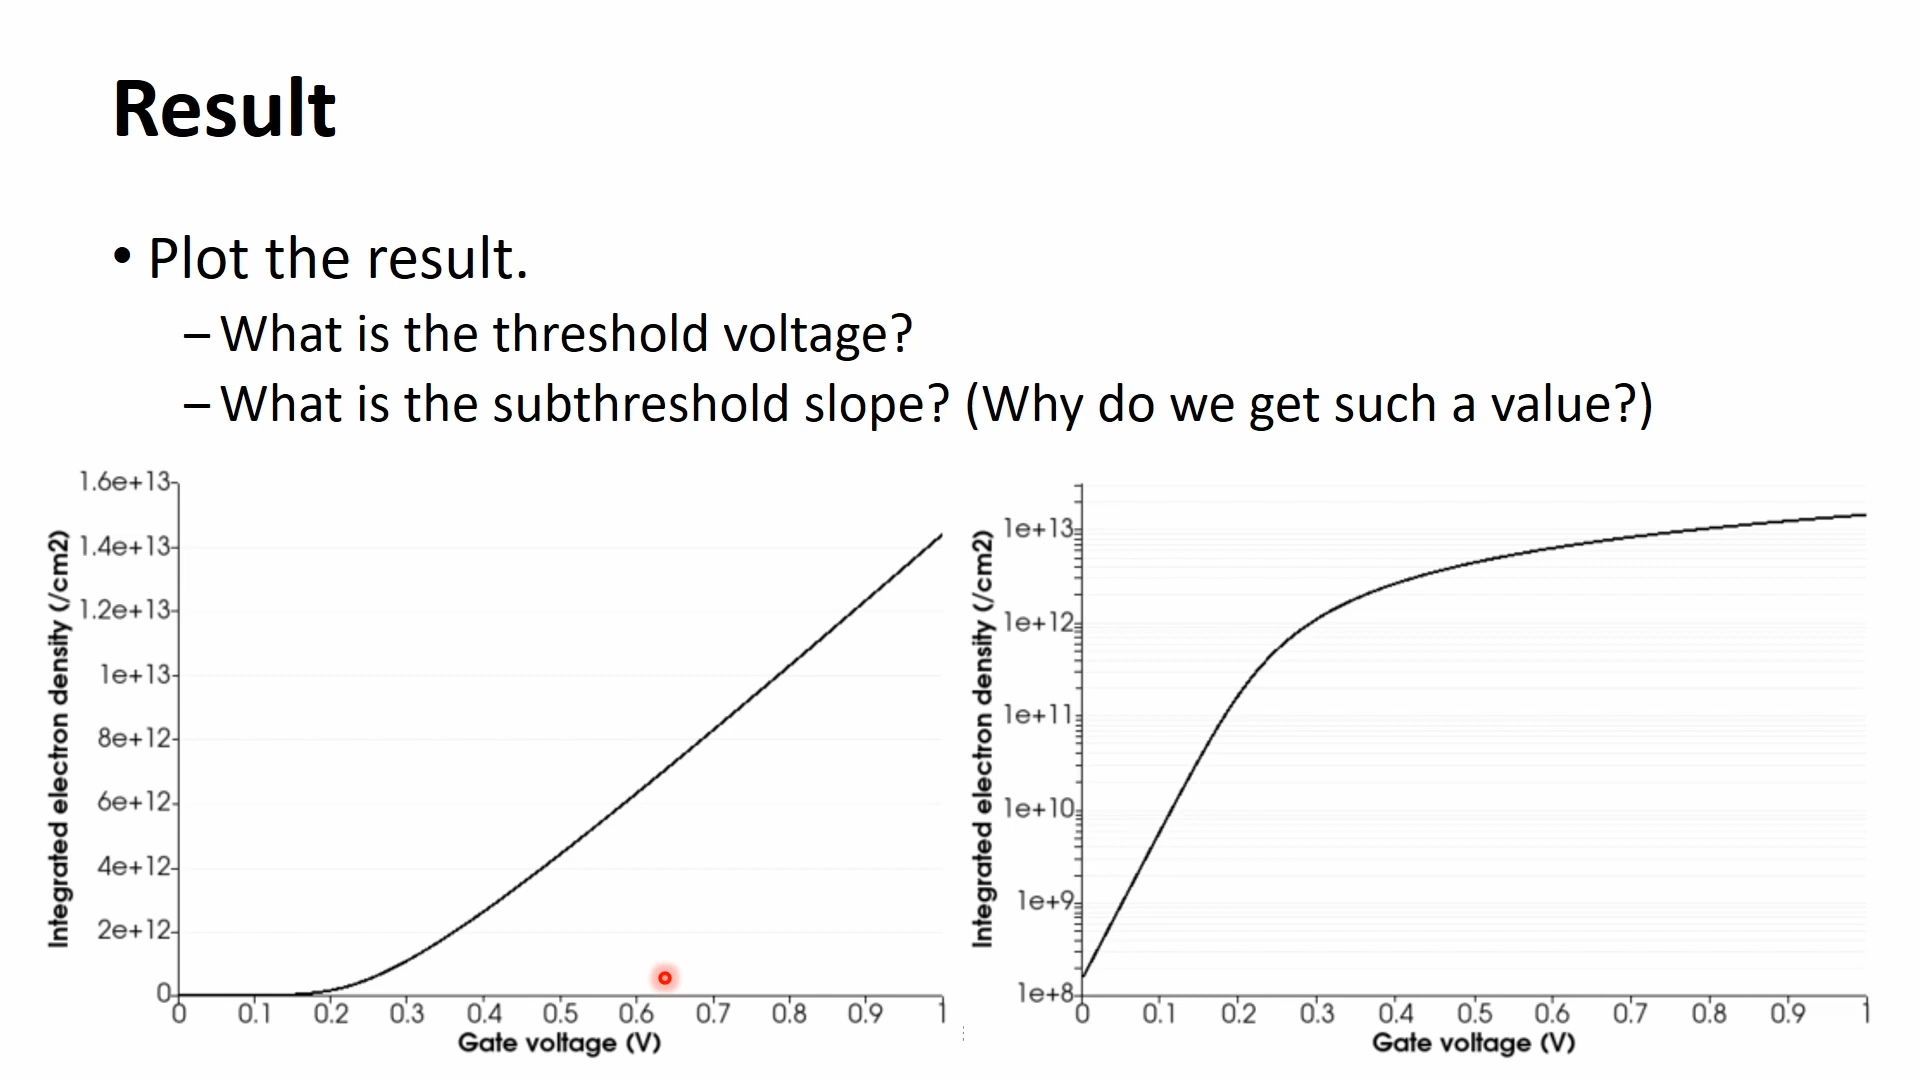 Result
• Plot the result.
– What is the threshold voltage?
– What is the subthreshold slope? (Why do we get such a value?)
Integrated electron density (/cm2)
1.6e+13
1.4e+13
1.2e+13
1e+13
8e+12
6e+12
4e+12
2e+12
0
0 0.1 0.2 0.3 0.4 0.5 0.6 0.7 0.8 0.9 1
Gate voltage (V)
Integrated electron density (/cm2)
1e+13
1e+12
1e+11
1e+10
1e+9
1e+8
0 0.1 0.2 0.3 0.4 0.5 0.6 0.7 0.8 0.9 1
Gate voltage (V)